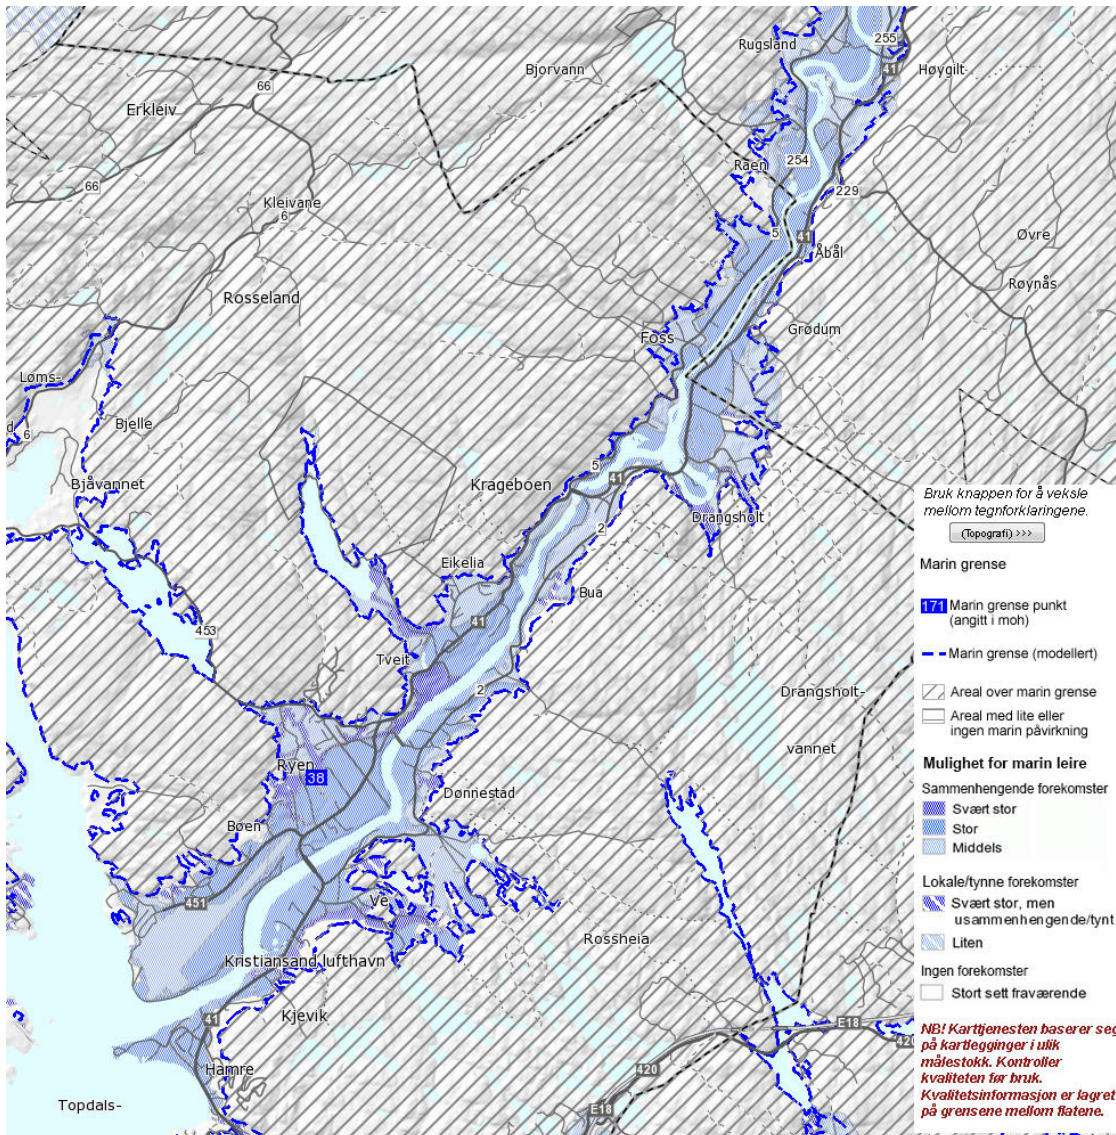 Rugsland
255
41
Høygilt
Bjorvann
66
Erkleiv
Raen
254
66
229
Kleivane
6
5
41
Øvre
Åbål
Røynås
Rosseland
Grødum
Foss
Løms-
Bjelle
6
5
Krageboen
41
Bjåvannet
Drangsholt
2
Eikelia
Bua
41
453
Tveit
2
Drangsholt-
vannet
Ryen
38
Dønnestad
Bøen
451
Ve
Rossheia
Kristiansand lufthavn
Kjevik
41
E18
420
Hamre
420
Topdals-
E18
Bruk knappen for å veksle
mellom tegnforklaringene.
(Topografi) >>>
Marin grense
171 Marin grense punkt
(angitt i moh)
Marin grense (modellert)
Areal over marin grense
Areal med lite eller
ingen marin påvirkning
Mulighet for marin leire
Sammenhengende forekomster
Svært stor
Stor
Middels
Lokale/tynne forekomster
Svært stor, men
usammenhengende/tynt
Liten
Ingen forekomster
Stort sett fraværende
NB! Karttjenesten baserer seg
på kartlegginger i ulik
målestokk. Kontroller
kvaliteten før bruk.
Kvalitetsinformasjon er lagret
på grensene mellom flatene.